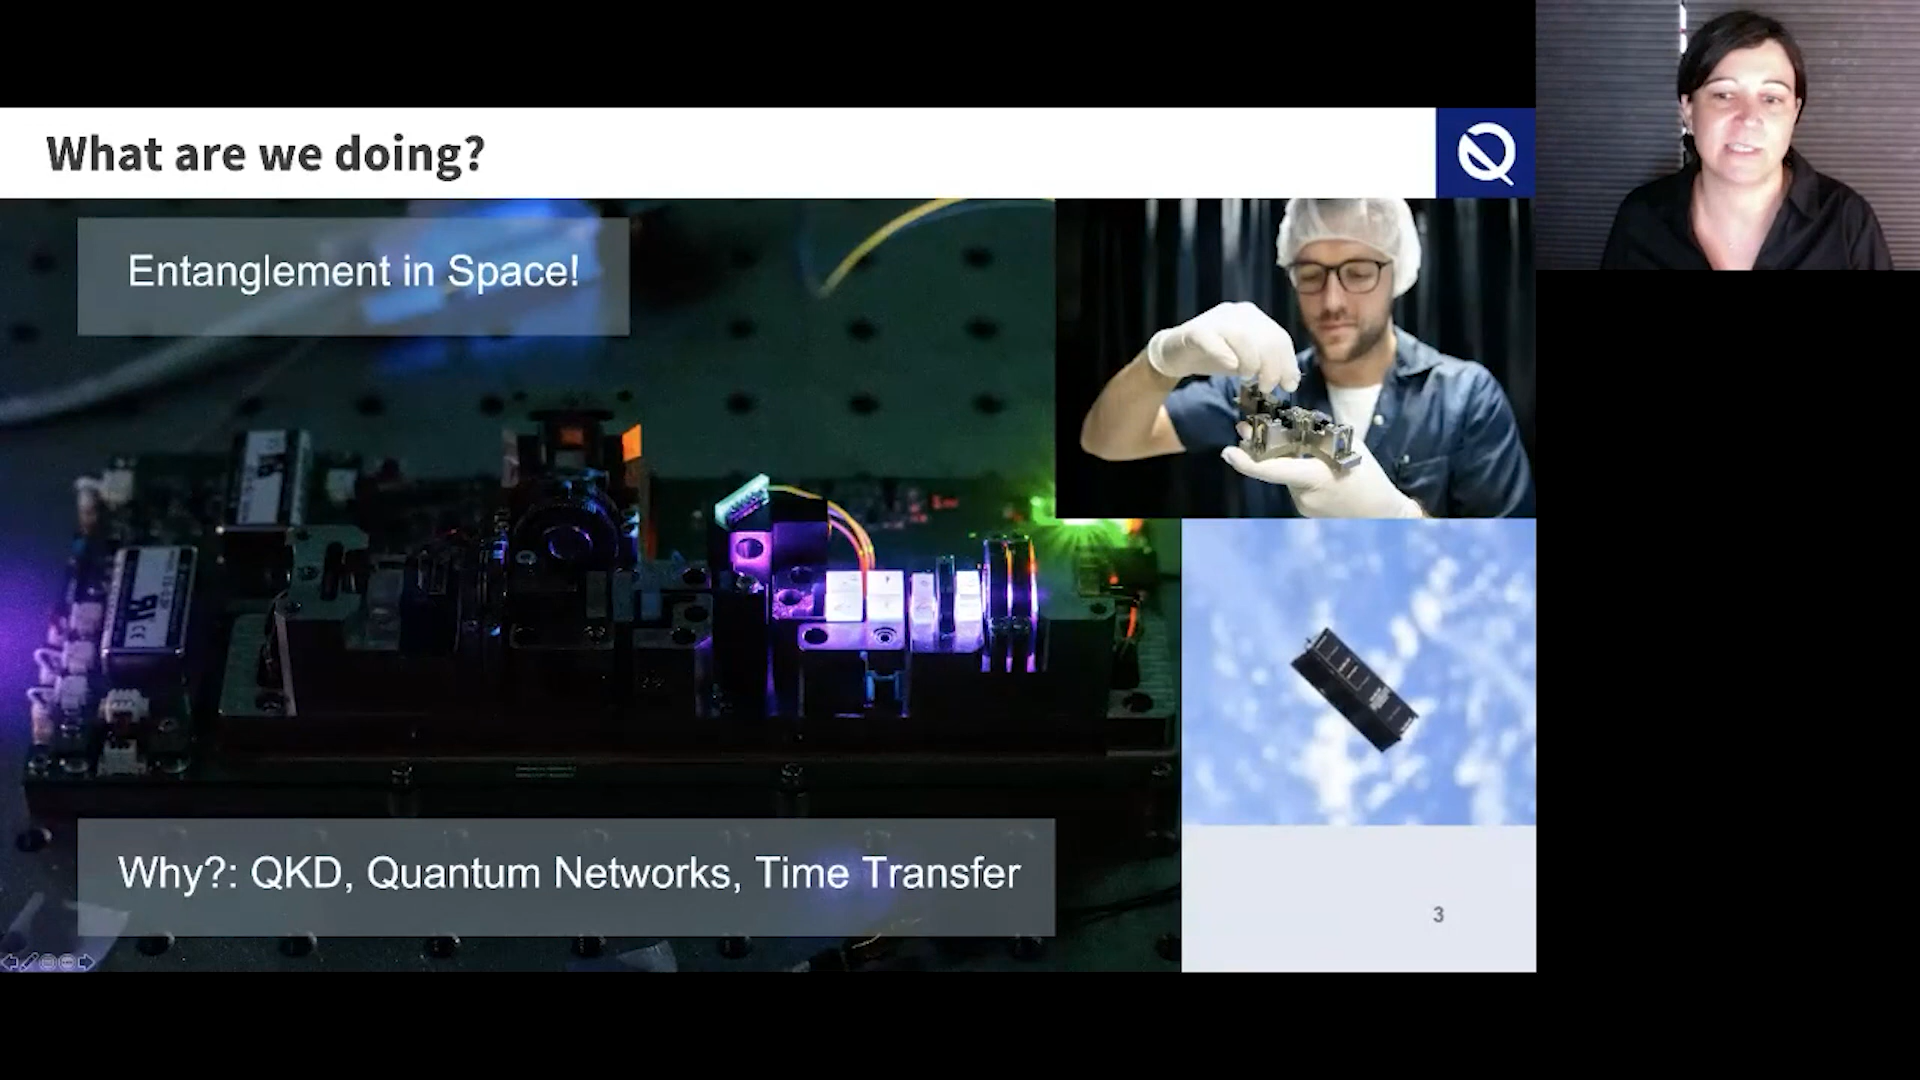 What are we doing?
Entanglement in Space!
Why?: QKD, Quantum Networks, Time Transfer
3